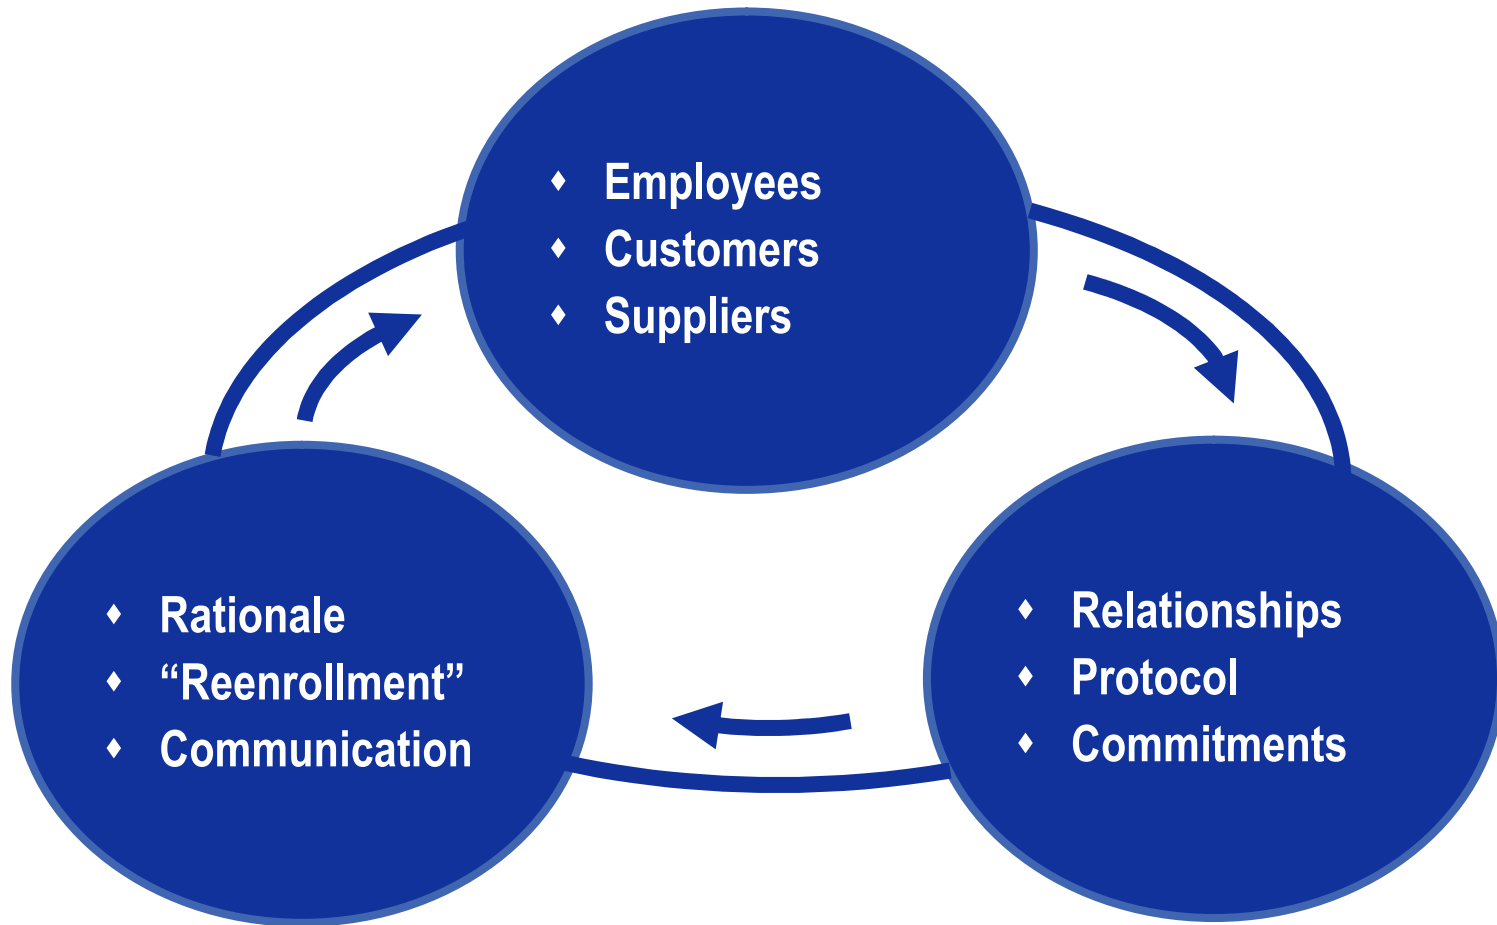 ♦ Employees
♦ Customers
♦ Suppliers
♦ Relationships
♦ Protocol
♦ Commitments
♦ Rationale
♦ “Reenrollment”
♦ Communication